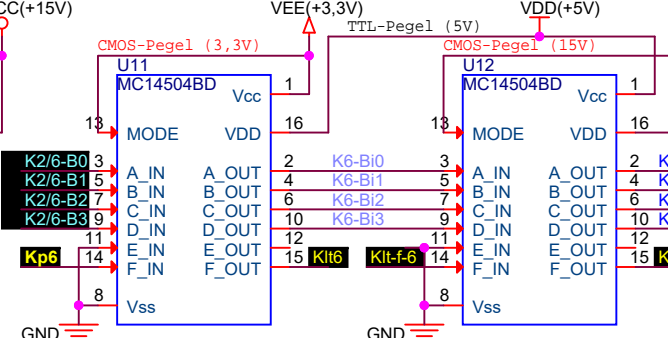 CC(+15V)
VEE(+3,3V)
VDD(+5V)
TTL-Pegel (5V)
CMOS-Pegel (3,3V)
CMOS-Pegel (15V)
U11
MC14504BD
1
Vcc
13
MODE
VDD
16
K2/6-B0
3
A_IN
A_OUT
2
K6-Bi0
K2/6-B1
5
B_IN
B_OUT
4
K6-Bi1
K2/6-B2
7
C_IN
C_OUT
6
K6-Bi2
K2/6-B3
9
D_IN
D_OUT
10
K6-Bi3
11
E_IN
E_OUT
12
Kp6
14
F_IN
F_OUT
15
Klt6
8
Vss
GND
U12
MC14504BD
1
Vcc
13
MODE
VDD
16
3
A_IN
A_OUT
2
K
5
B_IN
B_OUT
4
K
7
C_IN
C_OUT
6
K
9
D_IN
D_OUT
10
K
11
E_IN
E_OUT
12
Klt-f-6
14
F_IN
F_OUT
15
K
8
Vss
GND